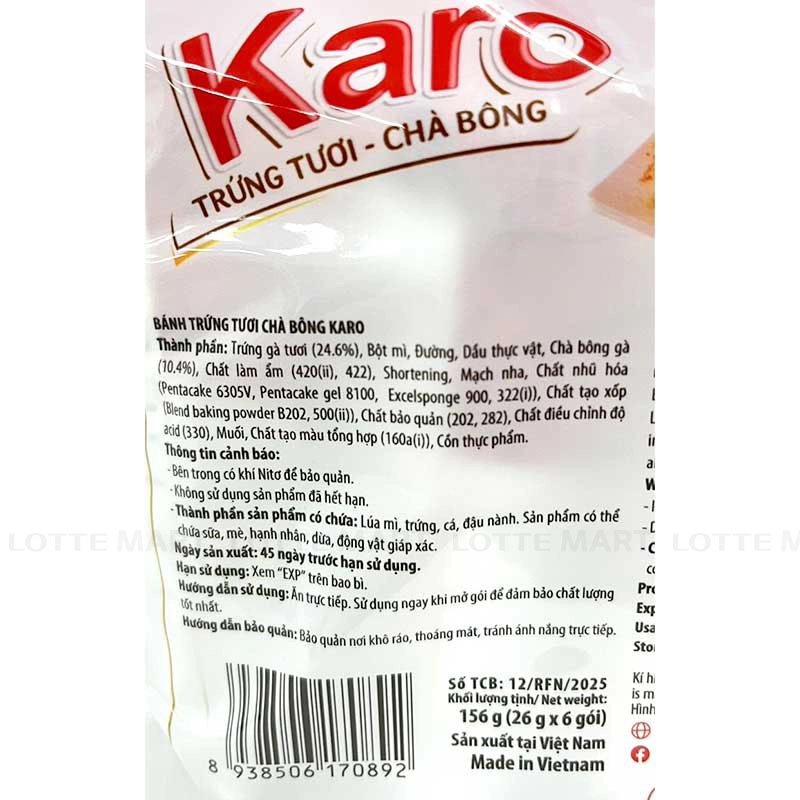 Karo
TRỨNG TƯƠI - CHÀ BÔNG
BÁNH TRỨNG TƯƠI CHÀ BÔNG KARO
Thành phần: Trứng gà tươi (24.6%), Bột mì, Đường, Dầu thực vật, Chà bông gà
(10.4%), Chất làm ẩm (420(ii), 422), Shortening, Mạch nha, Chất nhũ hóa
(Pentacake 6305V, Pentacake gel 8100, Excelsponge 900, 322(i)), Chất tạo xốp
(Blend baking powder B202, 500(ii)), Chất bảo quản (202, 282), Chất điều chỉnh độ
acid (330), Muối, Chất tạo màu tổng hợp (160a(i)), Cồn thực phẩm.
Thông tin cảnh báo:
-Bên trong có khí Nitơ để bảo quản.
-Không sử dụng sản phẩm đã hết hạn.
-Thành phần sản phẩm có chứa: Lúa mì, trứng, cá, đậu nành. Sản phẩm có thể
chứa sữa, mè, hạnh nhân, dừa, động vật giáp xác.
LOTTE MART LOTTE MART LOTTE MART LOTTE MART
Ngày sản xuất: 45 ngày trước hạn sử dụng.
Hạn sử dụng: Xem "EXP" trên bao bì.
Hướng dẫn sử dụng: Ăn trực tiếp. Sử dụng ngay khi mở gói để đảm bảo chất lượng
tốt nhất.
Hướng dẫn bảo quản: Bảo quản nơi khô ráo, thoáng mát, tránh ánh nắng trực tiếp.
Số TCB: 12/RFN/2025
Khối lượng tịnh/ Net weight:
156 g (26 g x 6 gói)
Sản xuất tại Việt Nam
Made in Vietnam
8 938506 170892
Kí h
is m
Hình